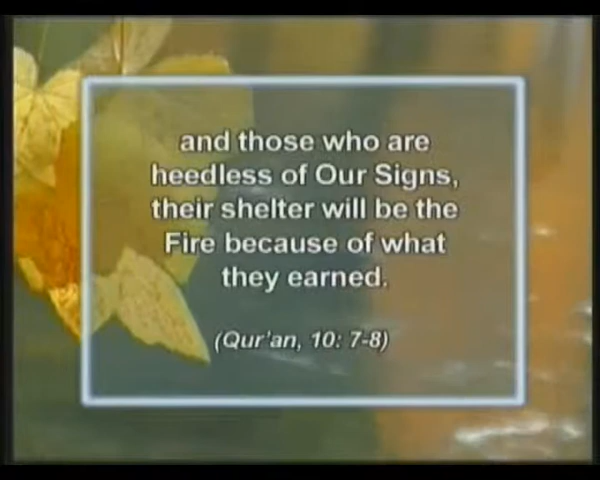 and those who are
heedless of Our Signs,
their shelter will be the
Fire because of what
they earned.
(Qur'an, 10: 7-8)